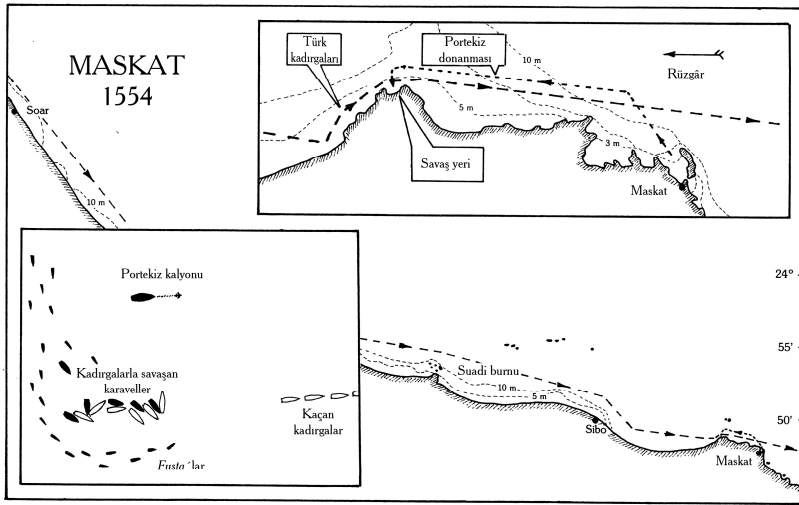 MASKAT
1554
Soar
10 m
Türk
kadırgaları
Portekiz
donanması
10 m
Rüzgâr
5 m
3 m
Savaş yeri
Maskat
Portekiz kalyonu
Kadırgalarla savaşan
karaveller
Kaçan
kadırgalar
Fusta'lar
24°
55'
Suadi burnu
10 m
5 m
Sibo
50'
Maskat